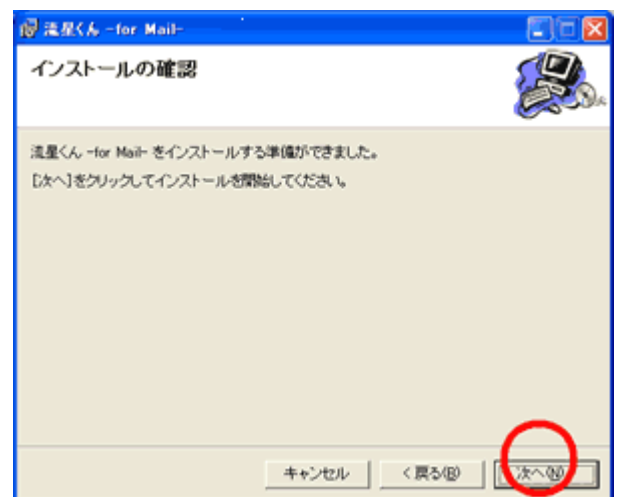 流星くん -for Mail-
インストールの確認
流星くん -for Mail- をインストールする準備ができました。
[次へ]をクリックしてインストールを開始してください。
キャンセル
< 戻る(B)
次へ(N)